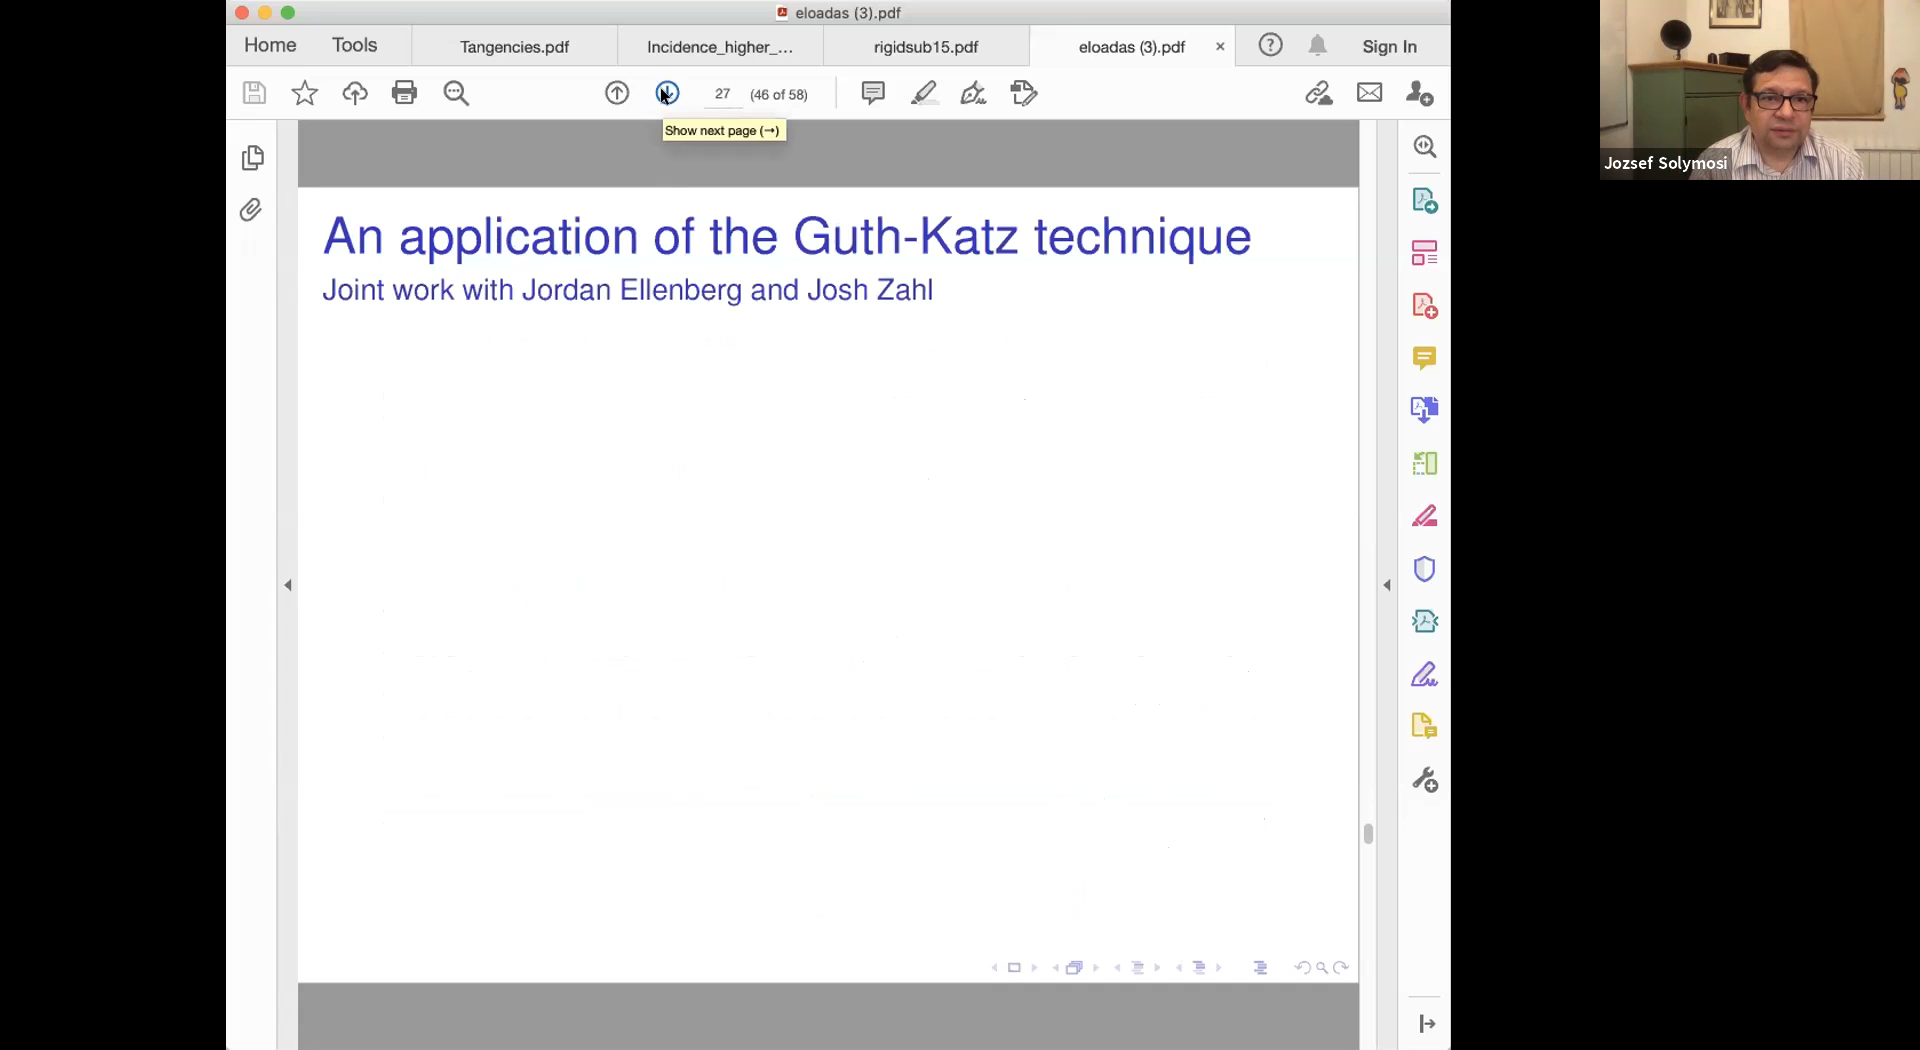 eloadas (3).pdf
Home
Tools
Tangencies.pdf
Incidence_higher_...
rigidsub15.pdf
eloadas (3).pdf
Sign In
27
(46 of 58)
Show next page (→)
Jozsef Solymosi
An application of the Guth-Katz technique
Joint work with Jordan Ellenberg and Josh Zahl